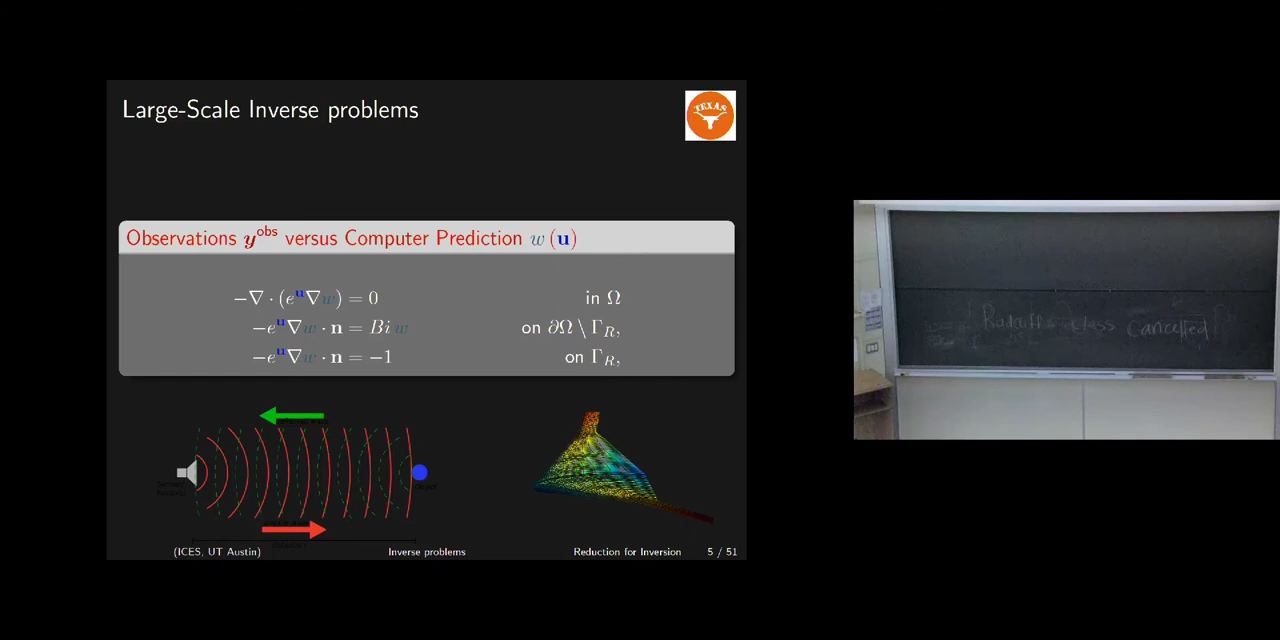 Large-Scale Inverse problems
TEXAS
Observations y^obs versus Computer Prediction w (u)
−∇ · (e^u ∇w) = 0 in Ω
−e^u ∇w · n = Bi w on ∂Ω \ Γ_R,
−e^u ∇w · n = −1 on Γ_R,
(ICES, UT Austin) Inverse problems Reduction for Inversion 5 / 51
class Cancelled